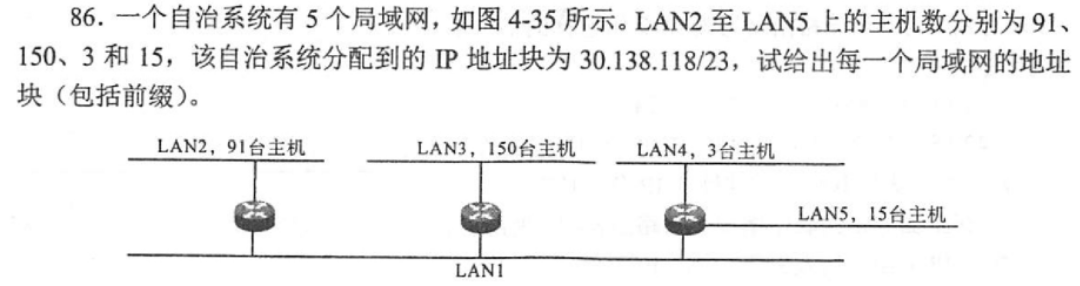 86．一个自治系统有 5 个局域网，如图 4-35 所示。LAN2 至 LAN5 上的主机数分别为 91、
150、3 和 15，该自治系统分配到的 IP 地址块为 30.138.118/23，试给出每一个局域网的地址
块（包括前缀）。
LAN2，91台主机
LAN3，150台主机
LAN4，3台主机
LAN5，15台主机
LAN1